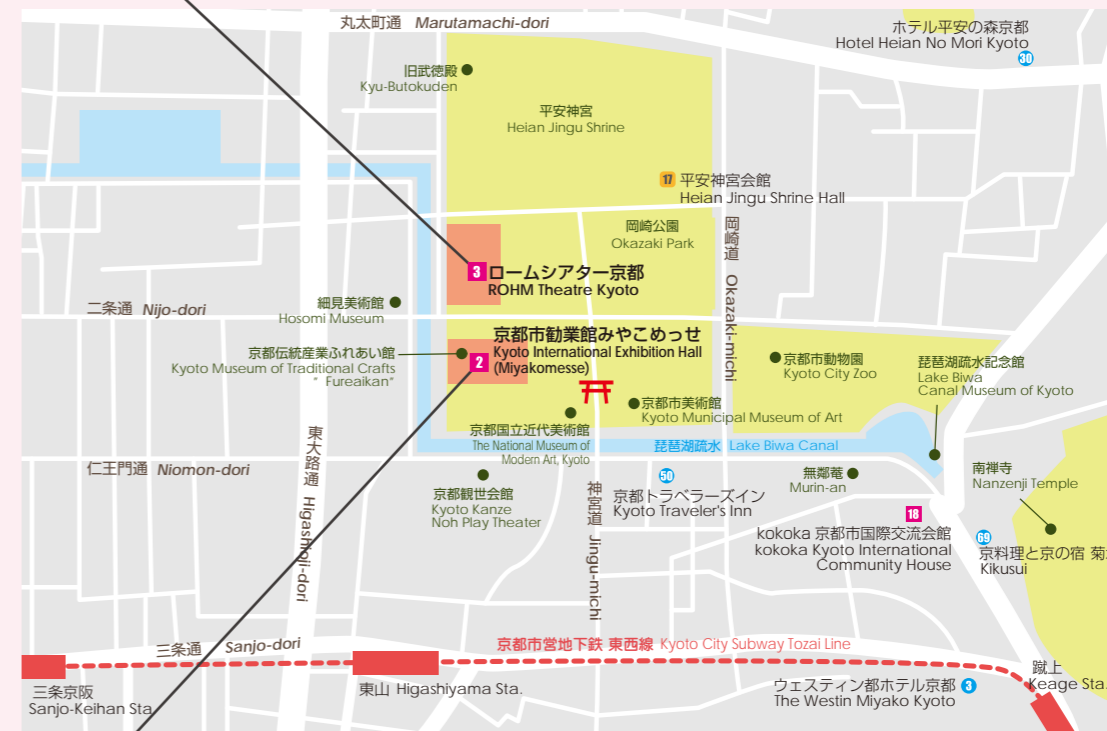 丸太町通 Marutamachi-dori
ホテル平安の森京都
Hotel Heian No Mori Kyoto
30
旧武徳殿
Kyu-Butokuden
平安神宮
Heian Jingu Shrine
17 平安神宮会館
Heian Jingu Shrine Hall
岡崎公園
Okazaki Park
岡崎道 Okazaki-michi
3 ロームシアター京都
ROHM Theatre Kyoto
二条通 Nijo-dori
細見美術館
Hosomi Museum
京都市勧業館みやこめっせ
2 Kyoto International Exhibition Hall
(Miyakomesse)
京都伝統産業ふれあい館
Kyoto Museum of Traditional Crafts
" Fureaikan"
京都市動物園
Kyoto City Zoo
琵琶湖疏水記念館
Lake Biwa
Canal Museum of Kyoto
京都市美術館
Kyoto Municipal Museum of Art
京都国立近代美術館
The National Museum of
Modern Art, Kyoto
琵琶湖疏水 Lake Biwa Canal
東大路通 Higashioji-dori
仁王門通 Niomon-dori
京都観世会館
Kyoto Kanze
Noh Play Theater
神宮道 Jingu-michi
50
京都トラベラーズイン
Kyoto Traveler's Inn
無鄰菴
Murin-an
南禅寺
Nanzenji Temple
18
kokoka 京都市国際交流会館
kokoka Kyoto International
Community House
69
京料理と京の宿 菊
Kikusui
三条通 Sanjo-dori
京都市営地下鉄 東西線 Kyoto City Subway Tozai Line
三条京阪
Sanjo-Keihan Sta.
東山 Higashiyama Sta.
ウェスティン都ホテル京都 3
The Westin Miyako Kyoto
蹴上
Keage Sta.